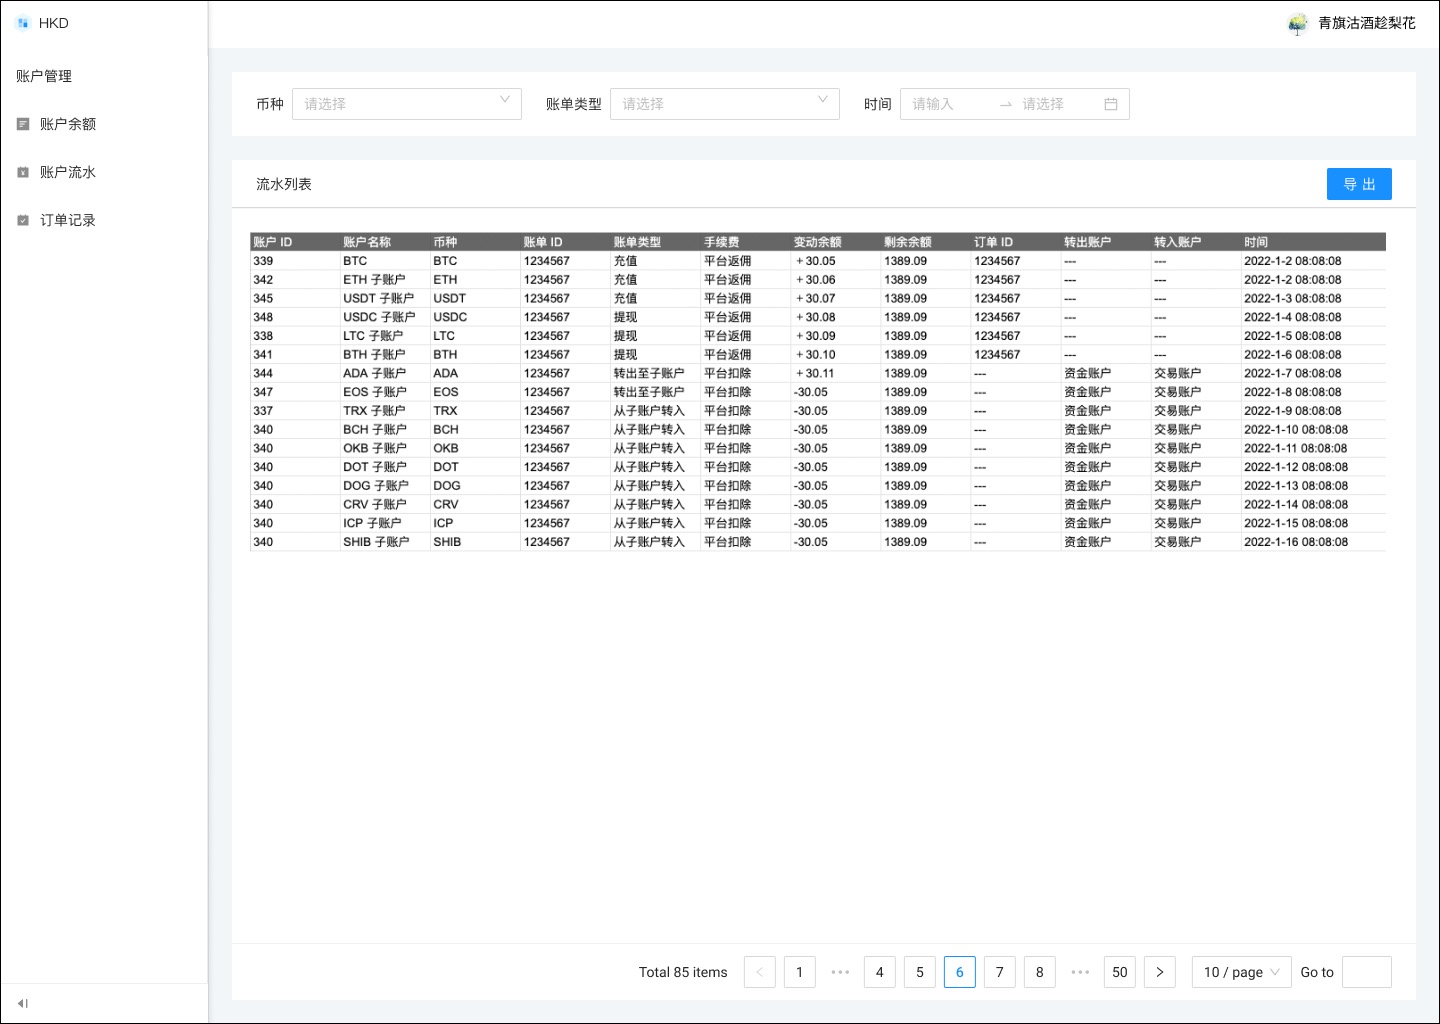 HKD
青旗沽酒趁梨花
账户管理
账户余额
账户流水
订单记录
币种 请选择 账单类型 请选择 时间 请输入 → 请选择
流水列表 导 出
账户 ID 账户名称 币种 账单 ID 账单类型 手续费 变动余额 剩余余额 订单 ID 转出账户 转入账户 时间
339 BTC BTC 1234567 充值 平台返佣 ＋30.05 1389.09 1234567 --- --- 2022-1-2 08:08:08
342 ETH 子账户 ETH 1234567 充值 平台返佣 ＋30.06 1389.09 1234567 --- --- 2022-1-2 08:08:08
345 USDT 子账户 USDT 1234567 充值 平台返佣 ＋30.07 1389.09 1234567 --- --- 2022-1-3 08:08:08
348 USDC 子账户 USDC 1234567 提现 平台返佣 ＋30.08 1389.09 1234567 --- --- 2022-1-4 08:08:08
338 LTC 子账户 LTC 1234567 提现 平台返佣 ＋30.09 1389.09 1234567 --- --- 2022-1-5 08:08:08
341 BTH 子账户 BTH 1234567 提现 平台返佣 ＋30.10 1389.09 1234567 --- --- 2022-1-6 08:08:08
344 ADA 子账户 ADA 1234567 转出至子账户 平台扣除 ＋30.11 1389.09 --- 资金账户 交易账户 2022-1-7 08:08:08
347 EOS 子账户 EOS 1234567 转出至子账户 平台扣除 -30.05 1389.09 --- 资金账户 交易账户 2022-1-8 08:08:08
337 TRX 子账户 TRX 1234567 从子账户转入 平台扣除 -30.05 1389.09 --- 资金账户 交易账户 2022-1-9 08:08:08
340 BCH 子账户 BCH 1234567 从子账户转入 平台扣除 -30.05 1389.09 --- 资金账户 交易账户 2022-1-10 08:08:08
340 OKB 子账户 OKB 1234567 从子账户转入 平台扣除 -30.05 1389.09 --- 资金账户 交易账户 2022-1-11 08:08:08
340 DOT 子账户 DOT 1234567 从子账户转入 平台扣除 -30.05 1389.09 --- 资金账户 交易账户 2022-1-12 08:08:08
340 DOG 子账户 DOG 1234567 从子账户转入 平台扣除 -30.05 1389.09 --- 资金账户 交易账户 2022-1-13 08:08:08
340 CRV 子账户 CRV 1234567 从子账户转入 平台扣除 -30.05 1389.09 --- 资金账户 交易账户 2022-1-14 08:08:08
340 ICP 子账户 ICP 1234567 从子账户转入 平台扣除 -30.05 1389.09 --- 资金账户 交易账户 2022-1-15 08:08:08
340 SHIB 子账户 SHIB 1234567 从子账户转入 平台扣除 -30.05 1389.09 --- 资金账户 交易账户 2022-1-16 08:08:08
Total 85 items < 1 ••• 4 5 6 7 8 ••• 50 > 10 / page Go to